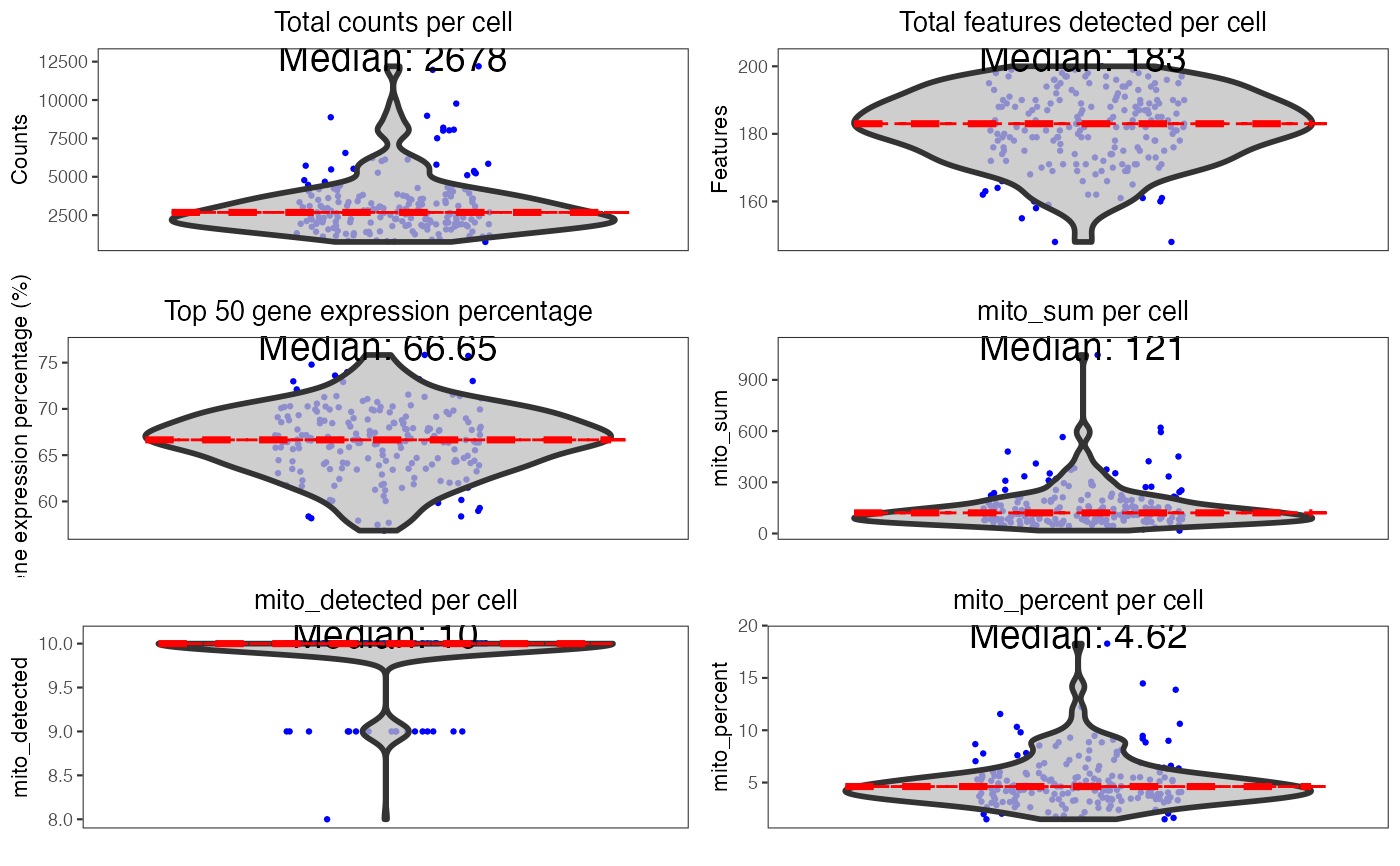 Total counts per cell
Median: 2678
Counts
12500
10000
7500
5000
2500
Total features detected per cell
Median: 183
Features
200
180
160
Top 50 gene expression percentage
Median: 66.65
expression percentage (%)
75
70
65
60
mito_sum per cell
Median: 121
mito_sum
900
600
300
0
mito_detected per cell
Median: 10
mito_detected
10.0
9.5
9.0
8.5
8.0
mito_percent per cell
Median: 4.62
mito_percent
20
15
10
5